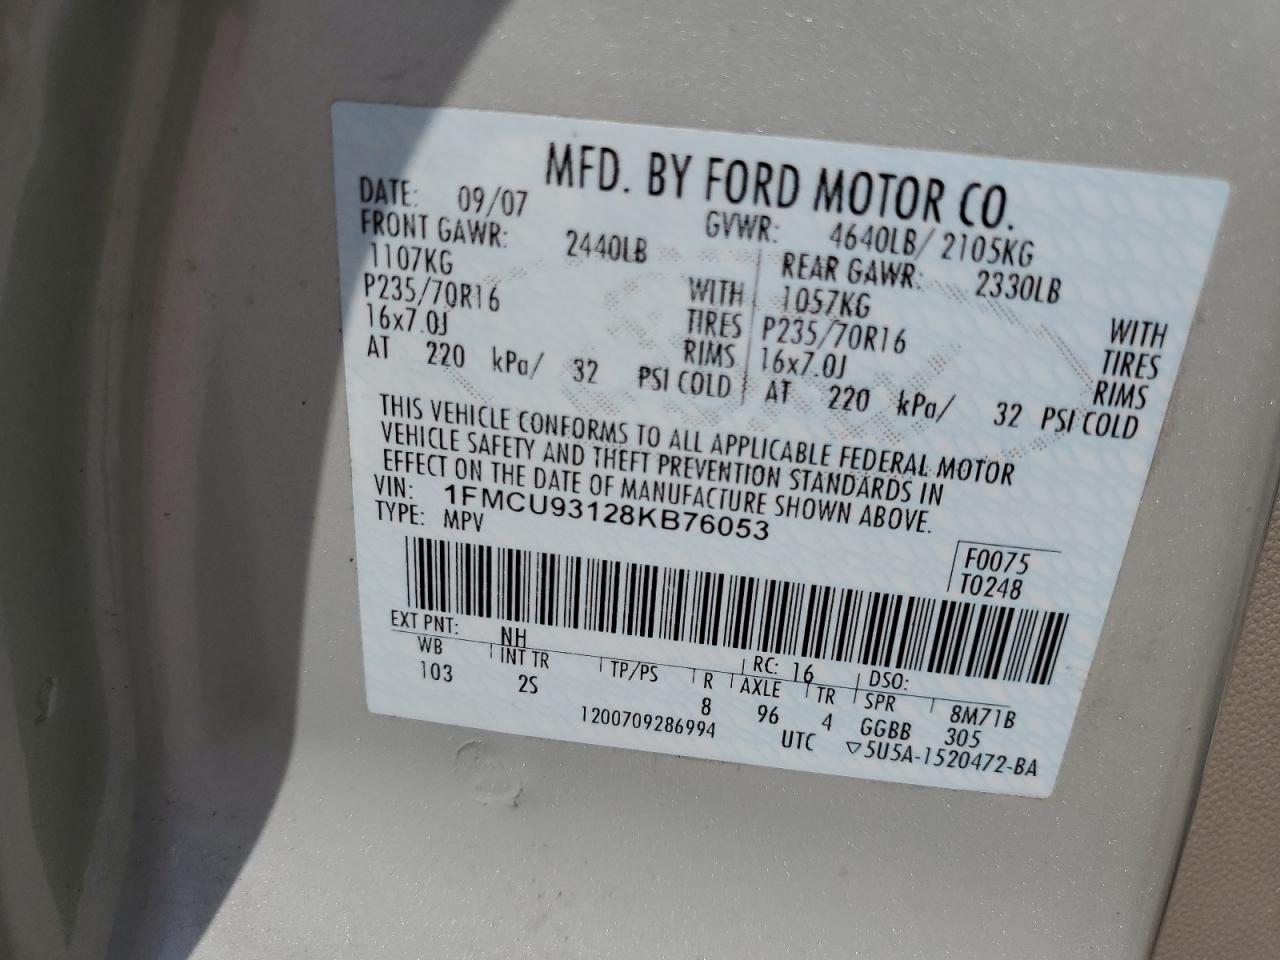 MFD. BY FORD MOTOR CO.
DATE: 09/07 GVWR: 4640LB/ 2105KG
FRONT GAWR: 2440LB REAR GAWR: 2330LB
1107KG WITH 1057KG WITH
P235/70R16 TIRES P235/70R16 TIRES
16x7.0J RIMS 16x7.0J RIMS
AT 220 kPa/ 32 PSI COLD AT 220 kPa/ 32 PSI COLD
THIS VEHICLE CONFORMS TO ALL APPLICABLE FEDERAL MOTOR
VEHICLE SAFETY AND THEFT PREVENTION STANDARDS IN
EFFECT ON THE DATE OF MANUFACTURE SHOWN ABOVE.
VIN: 1FMCU93128KB76053
TYPE: MPV
F0075
T0248
EXT PNT: NH RC: 16 DSO:
WB INT TR TP/PS R AXLE TR SPR 8M71B
103 2S 8 96 4 GGBB 305
1200709286994 UTC ▽5U5A-1520472-BA